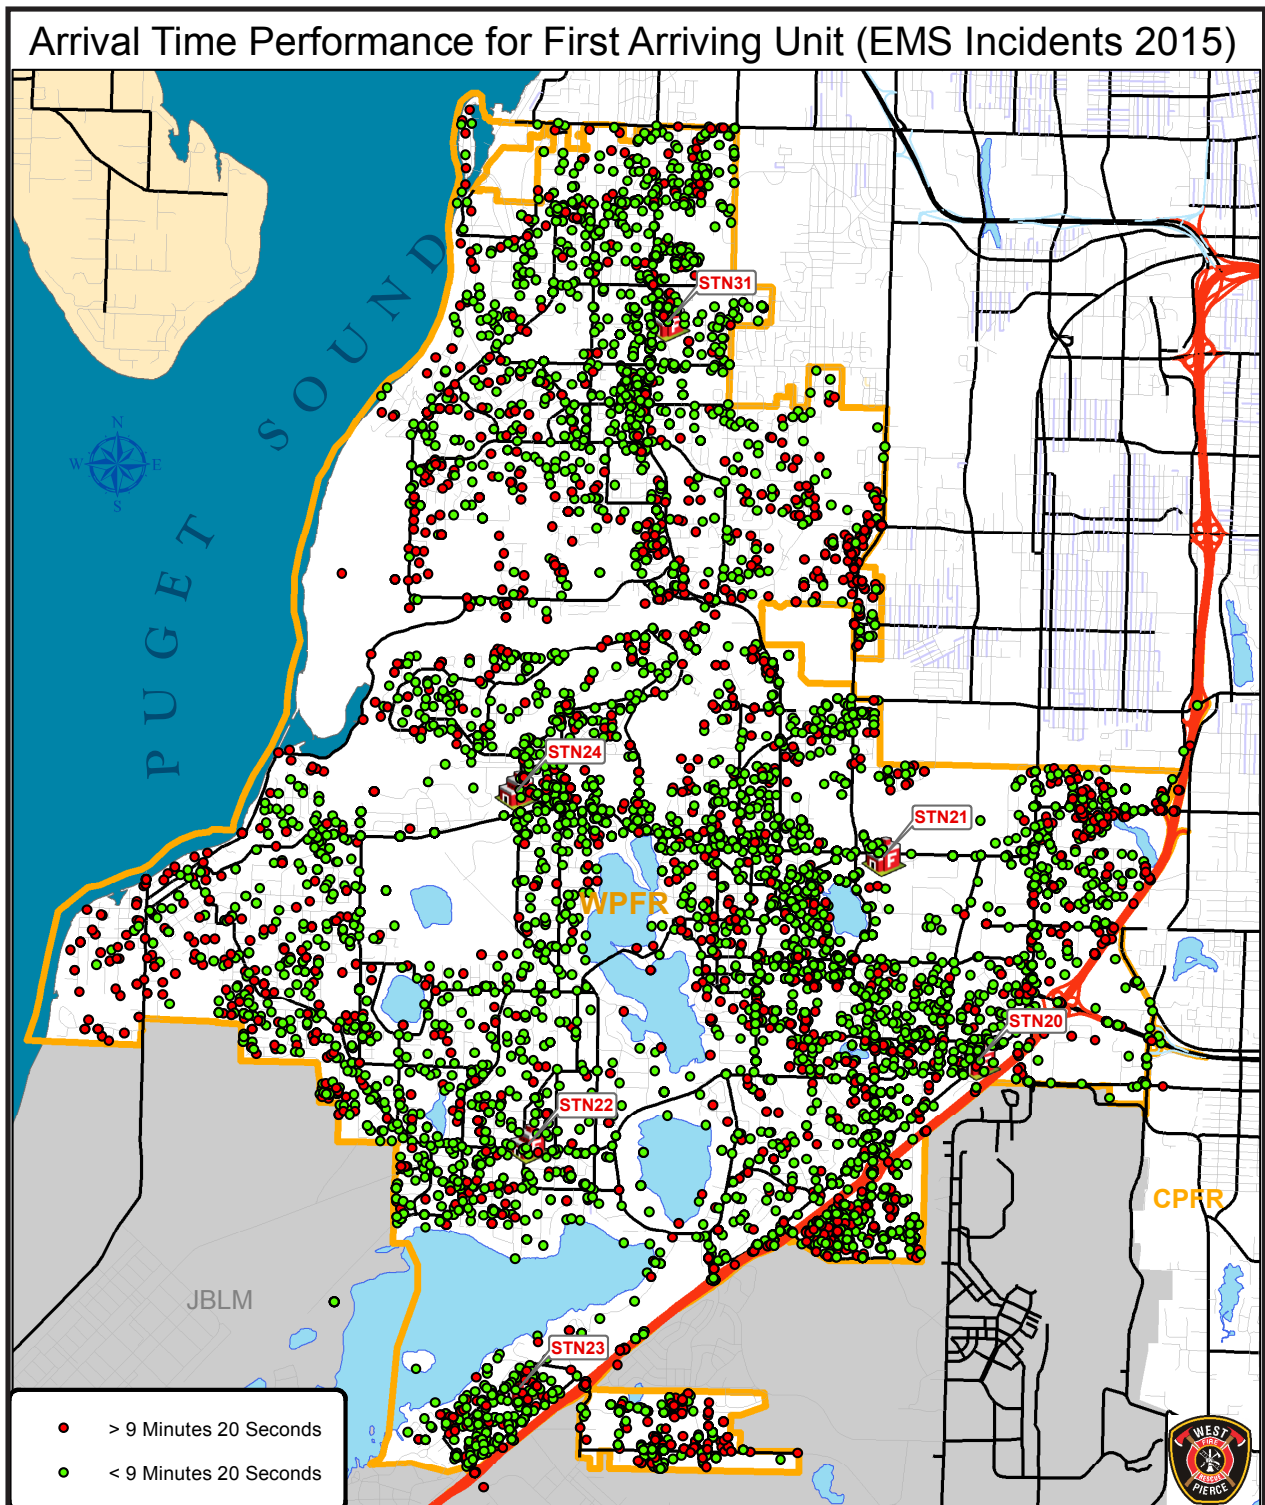 Arrival Time Performance for First Arriving Unit (EMS Incidents 2015)
PUGET SOUND
N
W E
S
STN31
STN24
STN21
WPFR
STN20
STN22
CPFR
JBLM
STN23
> 9 Minutes 20 Seconds
< 9 Minutes 20 Seconds
WEST
FIRE
RESCUE
PIERCE